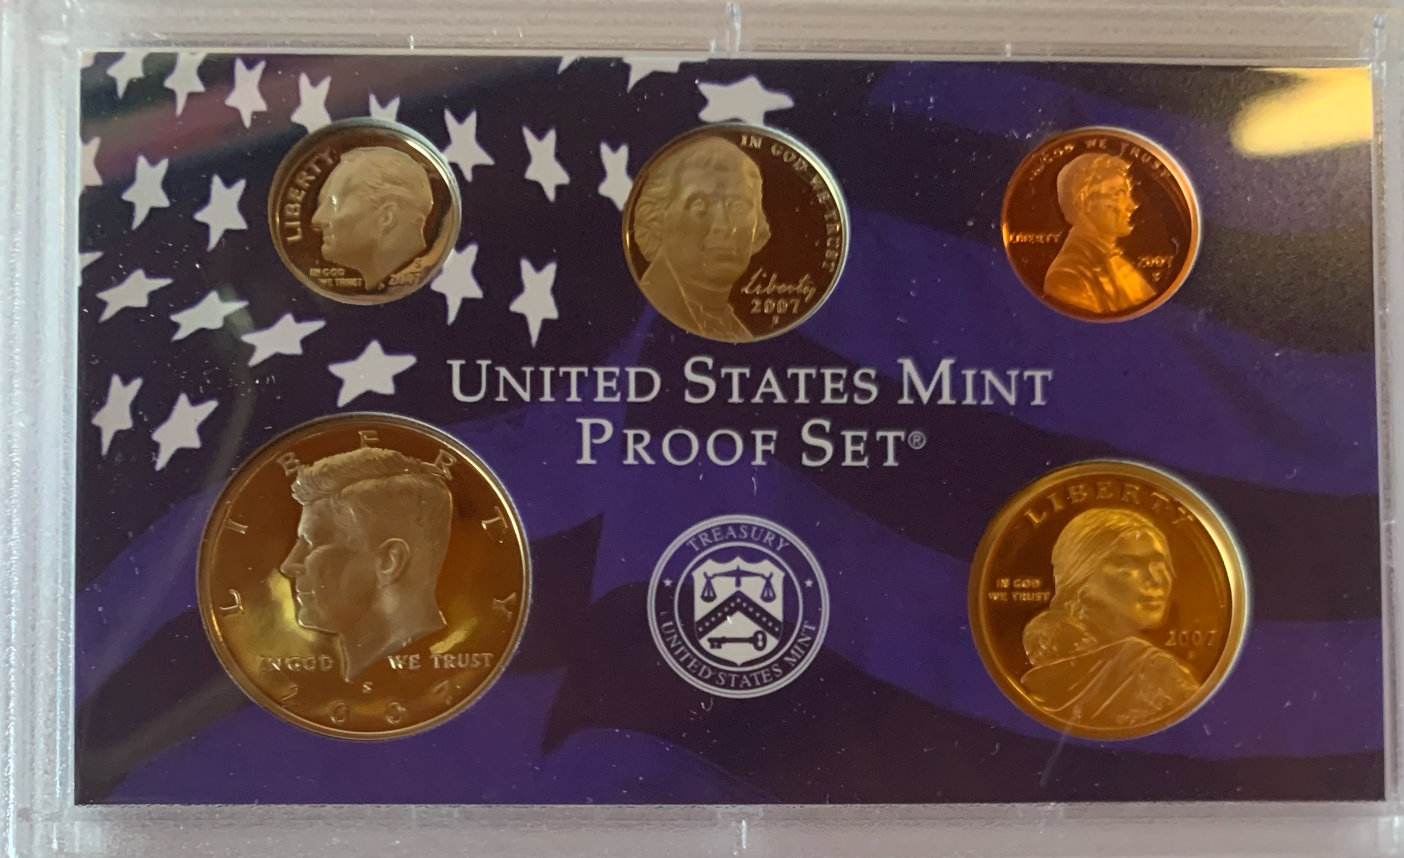 LIBERTY
IN GOD
WE TRUST
S
2007
IN GOD WE TRUST
Liberty
2007
S
IN GOD WE TRUST
LIBERTY
2007
S
UNITED STATES MINT
PROOF SET®
LIBERTY
IN GOD WE TRUST
S
2007
TREASURY
UNITED STATES MINT
LIBERTY
IN GOD
WE TRUST
2007